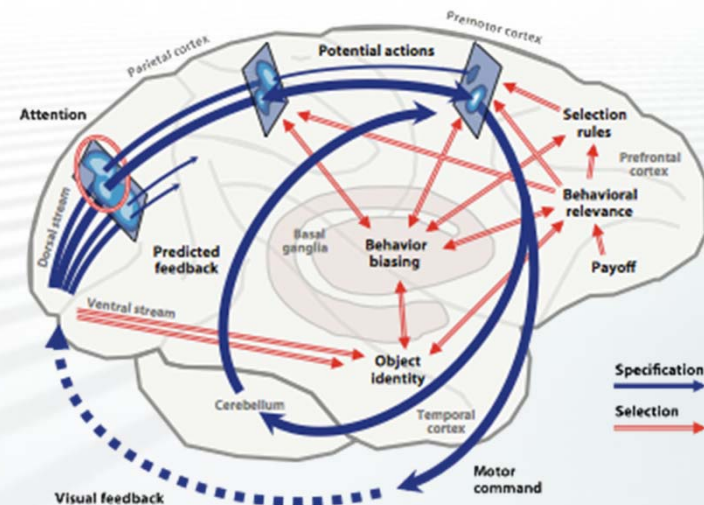 Premotor cortex
Parietal cortex
Potential actions
Attention
Selection
rules
Prefrontal
cortex
Dorsal stream
Behavioral
relevance
Basal
ganglia
Behavior
biasing
Predicted
feedback
Payoff
Ventral stream
Object
identity
Specification
Cerebellum
Selection
Temporal
cortex
Motor
command
Visual feedback